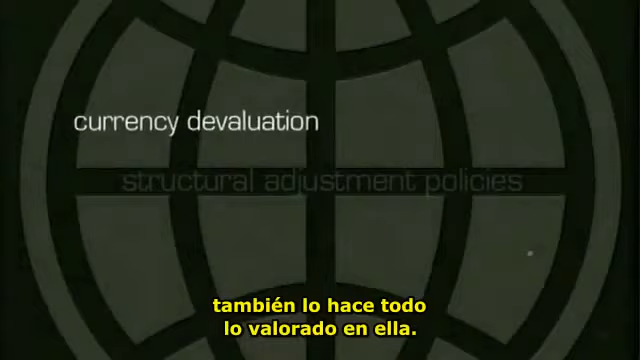 currency devaluation
structural adjustment policies
también lo hace todo
lo valorado en ella.